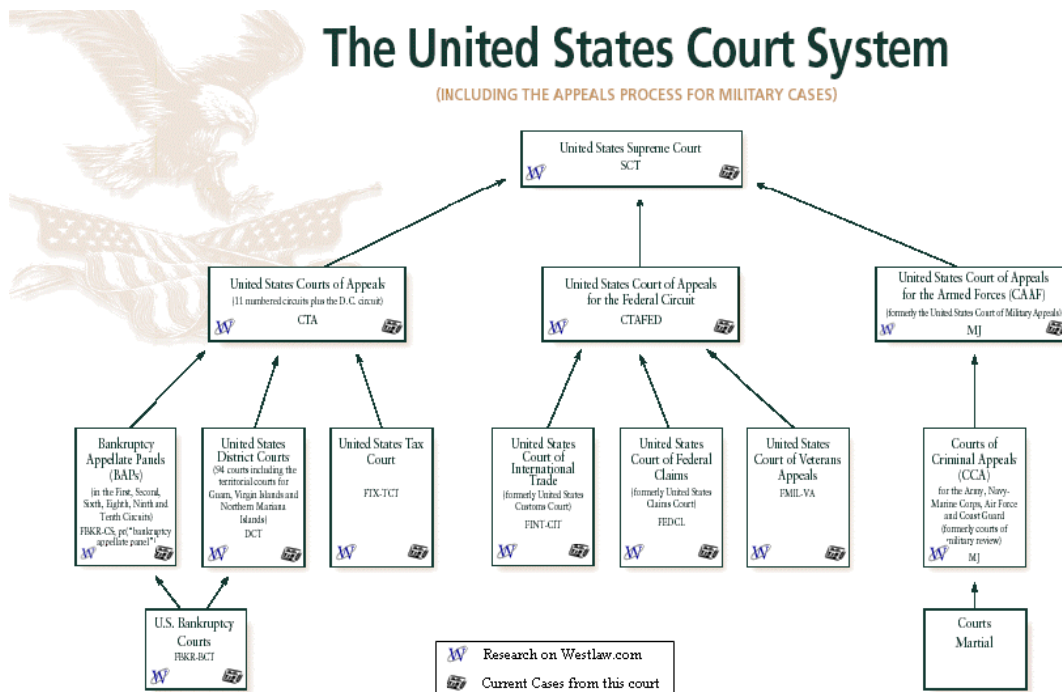 The United States Court System
(INCLUDING THE APPEALS PROCESS FOR MILITARY CASES)
United States Supreme Court
SCT
United States Courts of Appeals
(11 numbered circuits plus the D.C. circuit)
CTA
United States Court of Appeals
for the Federal Circuit
CTAFED
United States Court of Appeals
for the Armed Forces (CAAF)
(formerly the United States Court of Military Appeals)
MJ
Bankruptcy
Appellate Panels
(BAPs)
(in the First, Second,
Sixth, Eighth, Ninth and
Tenth Circuits)
FBKR-CS, pr("bankruptcy
appellate panel")
United States
District Courts
(94 courts including the
territorial courts for
Guam, Virgin Islands and
Northern Mariana
Islands)
DCT
United States Tax
Court
FTX-TCT
United States
Court of
International
Trade
(formerly United States
Customs Court)
FINT-CIT
United States
Court of Federal
Claims
(formerly United States
Claims Court)
FEDCL
United States
Court of Veterans
Appeals
FMIL-VA
Courts of
Criminal Appeals
(CCA)
for the Army, Navy-
Marine Corps, Air Force
and Coast Guard
(formerly courts of
military review)
MJ
U.S. Bankruptcy
Courts
FBKR-BCT
Courts
Martial
Research on Westlaw.com
Current Cases from this court